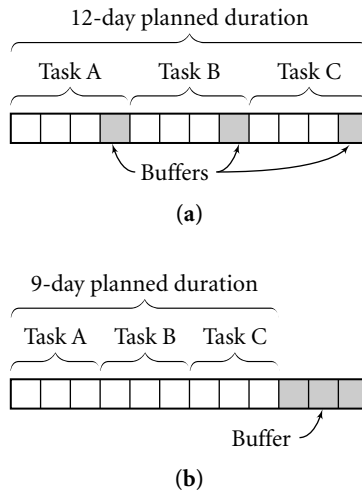 12-day planned duration
Task A Task B Task C
Buffers
(a)
9-day planned duration
Task A Task B Task C
Buffer
(b)